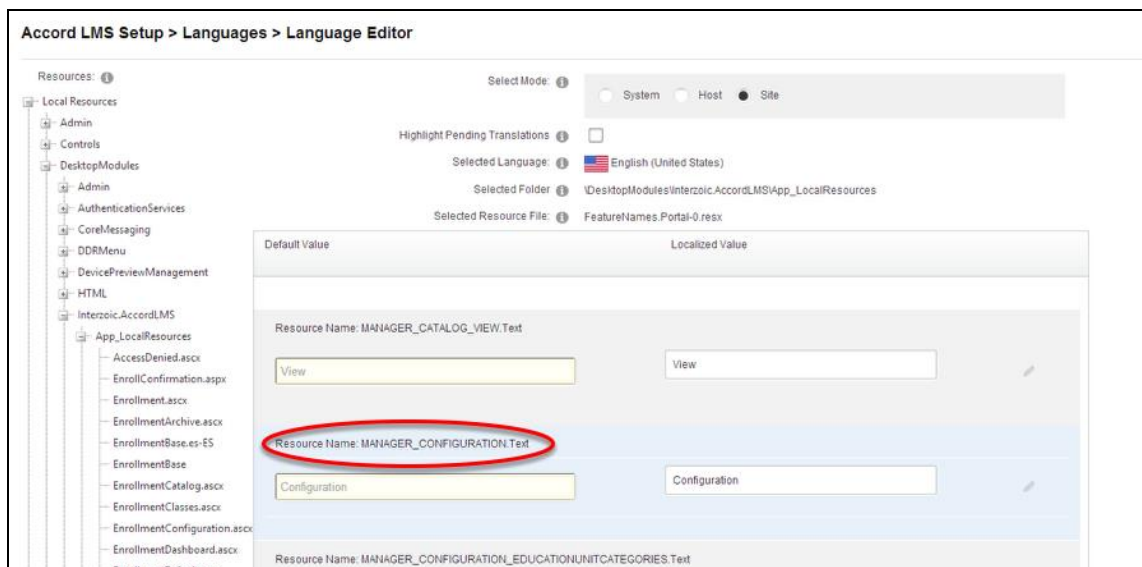 Accord LMS Setup > Languages > Language Editor
Resources:
Local Resources
Admin
Controls
DesktopModules
Admin
AuthenticationServices
CoreMessaging
DDRMenu
DevicePreviewManagement
HTML
Interzoic.AccordLMS
App_LocalResources
AccessDenied.ascx
EnrollConfirmation.aspx
Enrollment.ascx
EnrollmentArchive.ascx
EnrollmentBase.es-ES
EnrollmentBase
EnrollmentCatalog.ascx
EnrollmentClasses.ascx
EnrollmentConfiguration.ascx
EnrollmentDashboard.ascx
Select Mode: System Host Site
Highlight Pending Translations
Selected Language: English (United States)
Selected Folder \DesktopModules\Interzoic.AccordLMS\App_LocalResources
Selected Resource File: FeatureNames.Portal-0.resx
Default Value Localized Value
Resource Name: MANAGER_CATALOG_VIEW.Text
View View
Resource Name: MANAGER_CONFIGURATION.Text
Configuration Configuration
Resource Name: MANAGER_CONFIGURATION_EDUCATIONUNITCATEGORIES.Text